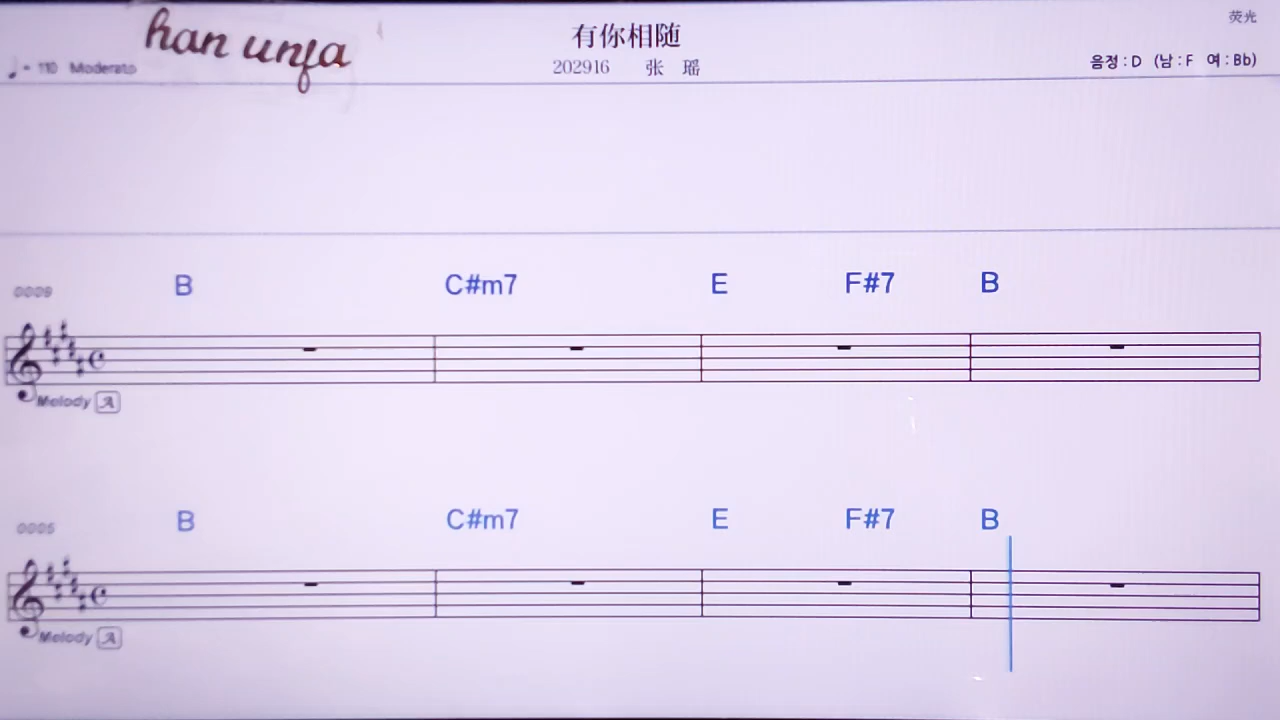 han unfa
有你相随
荧光
♩= 110 Moderato
202916 张 瑶
음정 : D (남 : F 여 : Bb)
B C#m7 E F#7 B
0009
Melody A
B C#m7 E F#7 B
0005
Melody A